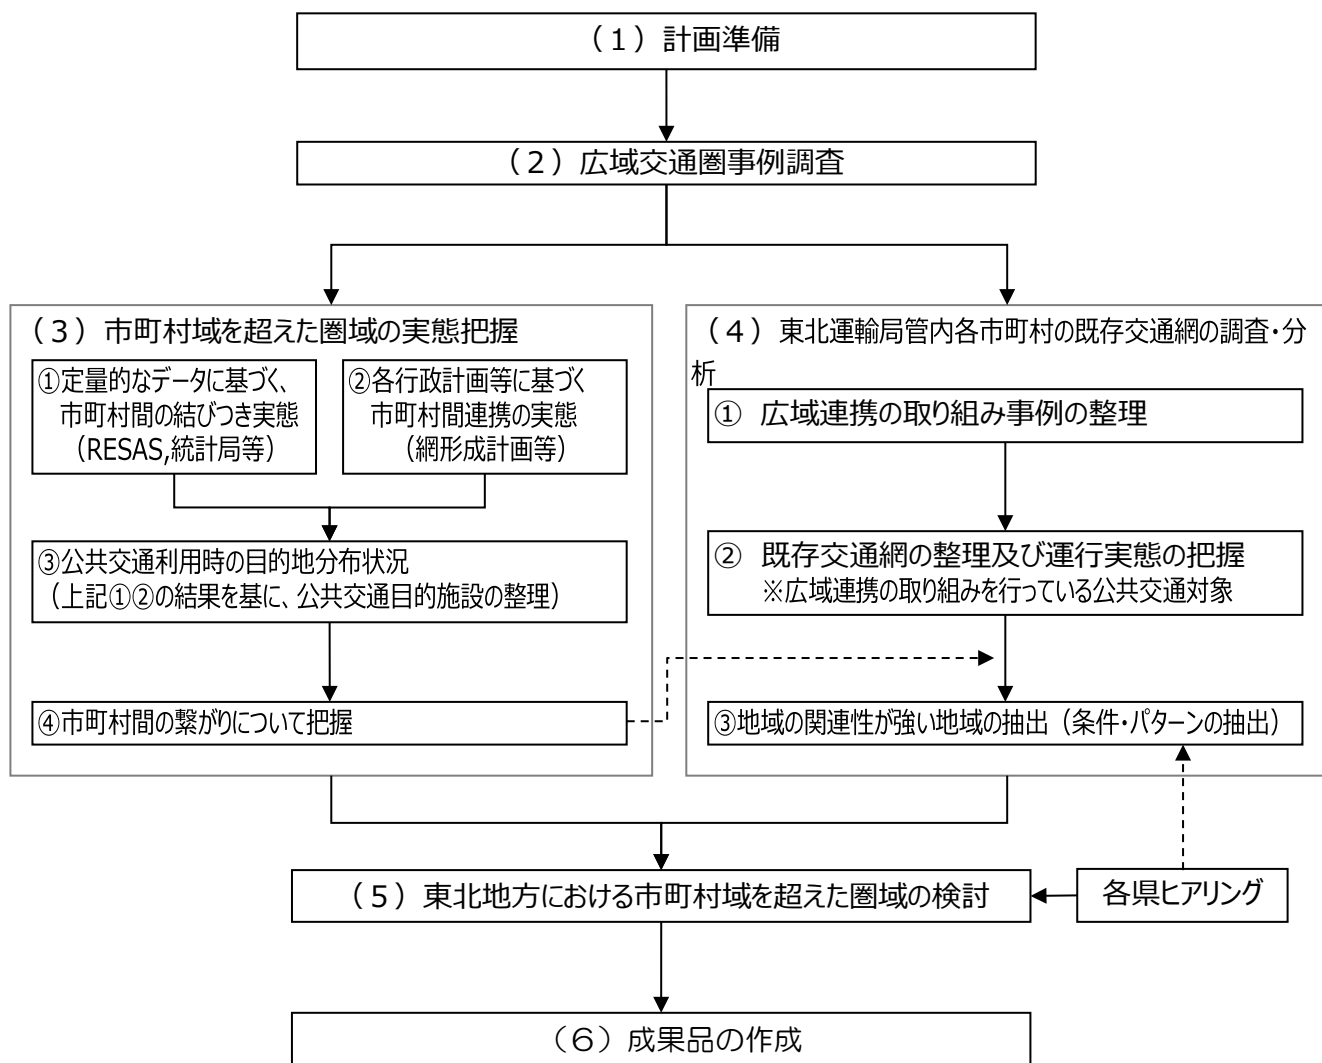 （１）計画準備
（２）広域交通圏事例調査
（３）市町村域を超えた圏域の実態把握
①定量的なデータに基づく、
市町村間の結びつき実態
（RESAS,統計局等）
②各行政計画等に基づく
市町村間連携の実態
（網形成計画等）
③公共交通利用時の目的地分布状況
（上記①②の結果を基に、公共交通目的施設の整理）
④市町村間の繋がりについて把握
（４）東北運輸局管内各市町村の既存交通網の調査・分
析
①　広域連携の取り組み事例の整理
②　既存交通網の整理及び運行実態の把握
※広域連携の取り組みを行っている公共交通対象
③地域の関連性が強い地域の抽出（条件・パターンの抽出）
（５）東北地方における市町村域を超えた圏域の検討
各県ヒアリング
（６）成果品の作成